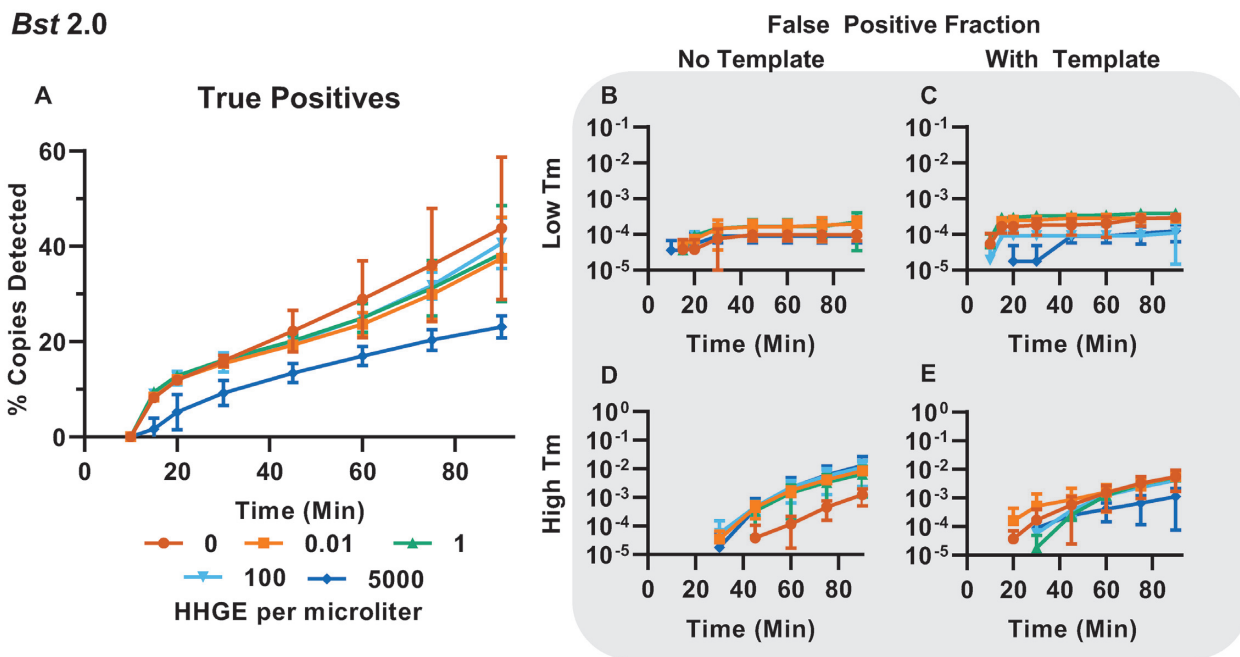 Bst 2.0
False Positive Fraction
No Template With Template
A True Positives
% Copies Detected
60
40
20
0
0 20 40 60 80
Time (Min)
0 0.01 1
100 5000
HHGE per microliter
Low Tm
B
10⁻¹
10⁻²
10⁻³
10⁻⁴
10⁻⁵
0 20 40 60 80
Time (Min)
C
10⁻¹
10⁻²
10⁻³
10⁻⁴
10⁻⁵
0 20 40 60 80
Time (Min)
High Tm
D
10⁰
10⁻¹
10⁻²
10⁻³
10⁻⁴
10⁻⁵
0 20 40 60 80
Time (Min)
E
10⁰
10⁻¹
10⁻²
10⁻³
10⁻⁴
10⁻⁵
0 20 40 60 80
Time (Min)